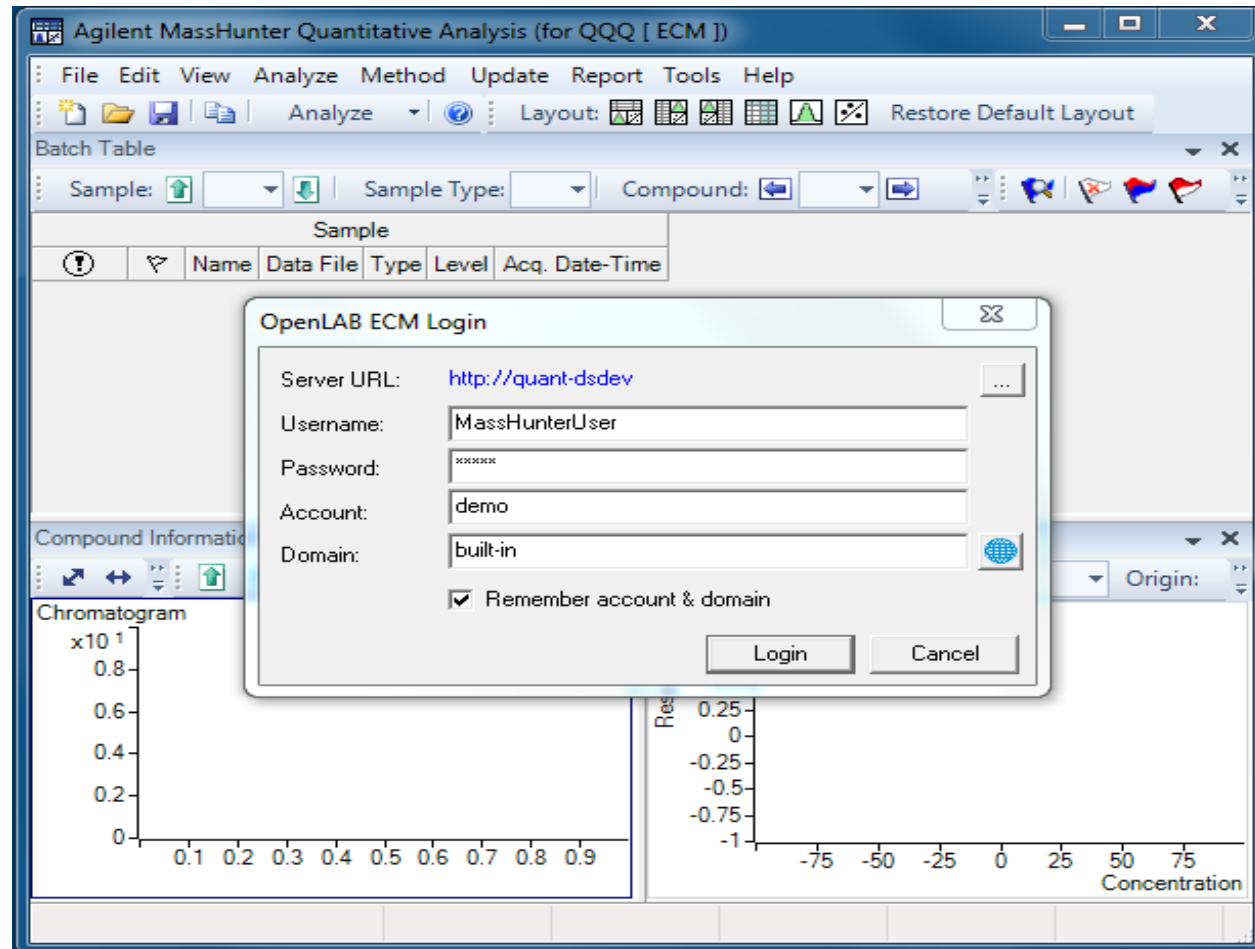 Agilent MassHunter Quantitative Analysis (for QQQ [ ECM ])
File Edit View Analyze Method Update Report Tools Help
Analyze Layout: Restore Default Layout
Batch Table
Sample: Sample Type: Compound:
Sample
Name Data File Type Level Acq. Date-Time
OpenLAB ECM Login
Server URL: http://quant-dsdev
...
Username: MassHunterUser
Password: *****
Account: demo
Domain: built-in
Remember account & domain
Login Cancel
Compound Informatio
Origin:
Chromatogram
x10 1
0.8
0.6
0.4
0.2
0
0.1 0.2 0.3 0.4 0.5 0.6 0.7 0.8 0.9
Res
0.25
0
-0.25
-0.5
-0.75
-1
-75 -50 -25 0 25 50 75
Concentration